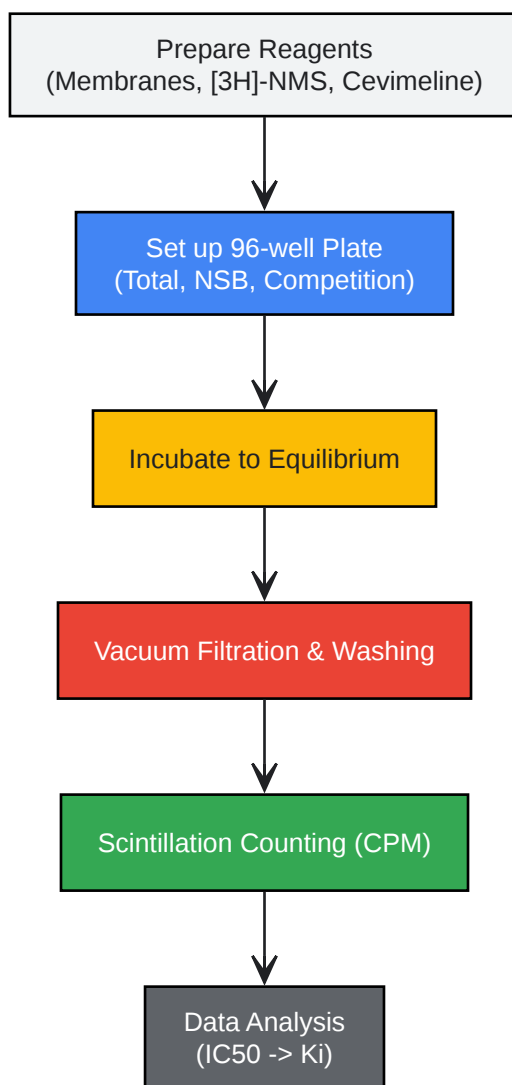 Prepare Reagents
(Membranes, [3H]-NMS, Cevimeline)
Set up 96-well Plate
(Total, NSB, Competition)
Incubate to Equilibrium
Vacuum Filtration & Washing
Scintillation Counting (CPM)
Data Analysis
(IC50 -> Ki)